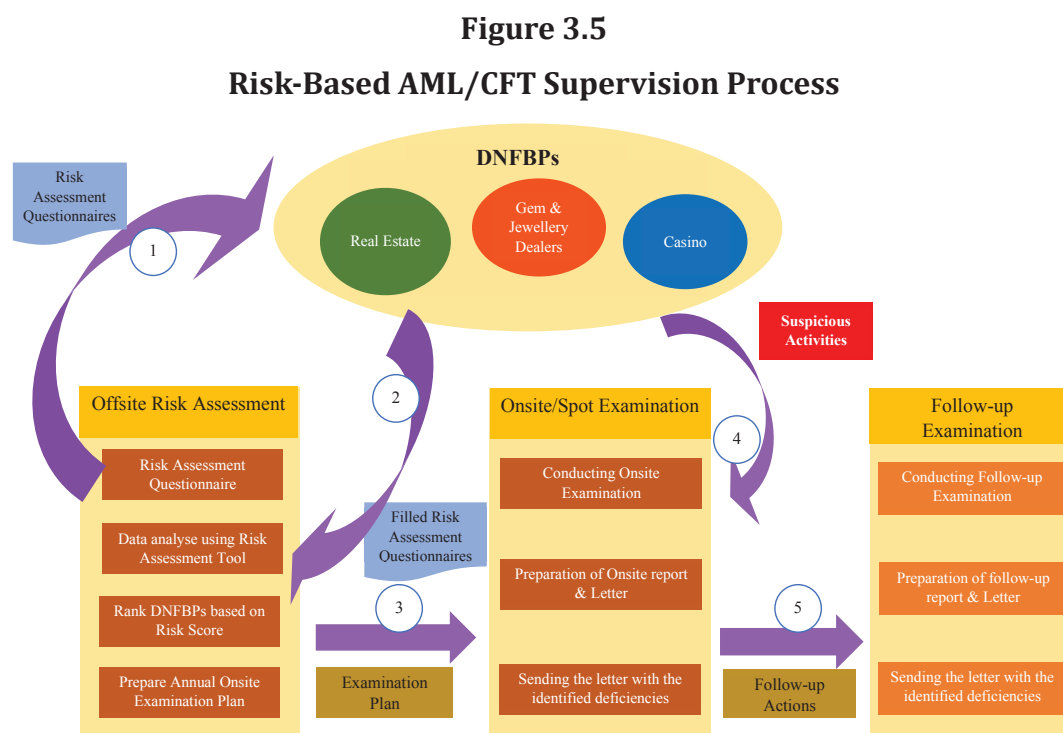 Figure 3.5
Risk-Based AML/CFT Supervision Process
DNFBPs
Risk
Assessment
Questionnaires
Real Estate
Gem &
Jewellery
Dealers
Casino
1
Suspicious
Activities
2
4
Offsite Risk Assessment
Risk Assessment
Questionnaire
Data analyse using Risk
Assessment Tool
Rank DNFBPs based on
Risk Score
Prepare Annual Onsite
Examination Plan
Filled Risk
Assessment
Questionnaires
3
Examination
Plan
Onsite/Spot Examination
Conducting Onsite
Examination
Preparation of Onsite report
& Letter
Sending the letter with the
identified deficiencies
5
Follow-up
Actions
Follow-up
Examination
Conducting Follow-up
Examination
Preparation of follow-up
report & Letter
Sending the letter with the
identified deficiencies